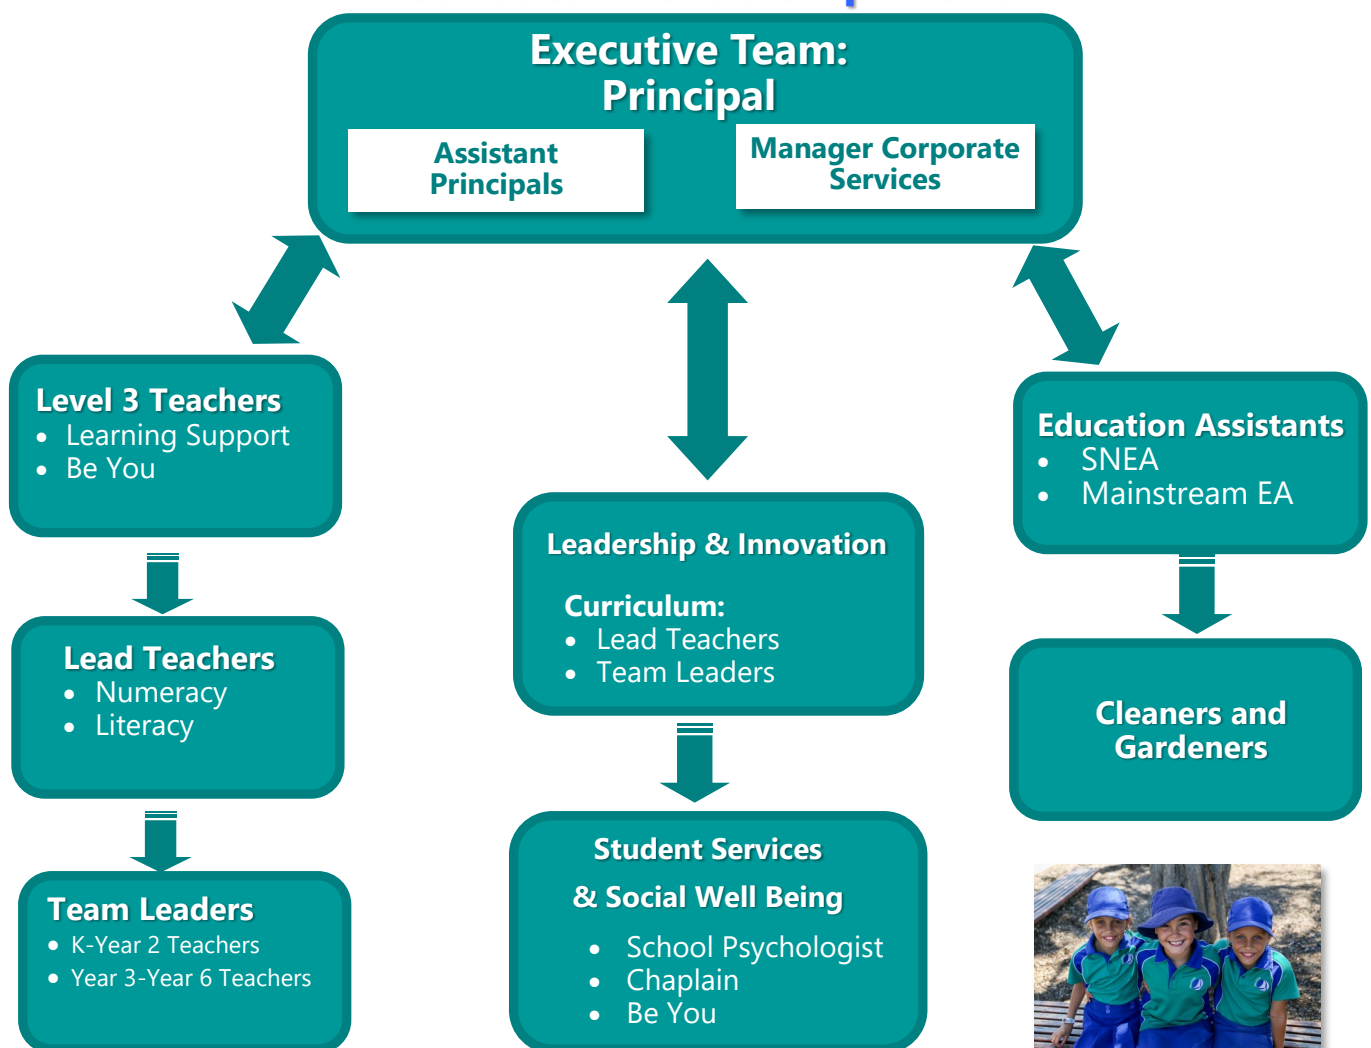 Executive Team:
Principal
Assistant
Principals
Manager Corporate
Services
Level 3 Teachers
• Learning Support
• Be You
Lead Teachers
• Numeracy
• Literacy
Team Leaders
• K-Year 2 Teachers
• Year 3-Year 6 Teachers
Leadership & Innovation
Curriculum:
• Lead Teachers
• Team Leaders
Student Services
& Social Well Being
• School Psychologist
• Chaplain
• Be You
Education Assistants
• SNEA
• Mainstream EA
Cleaners and
Gardeners